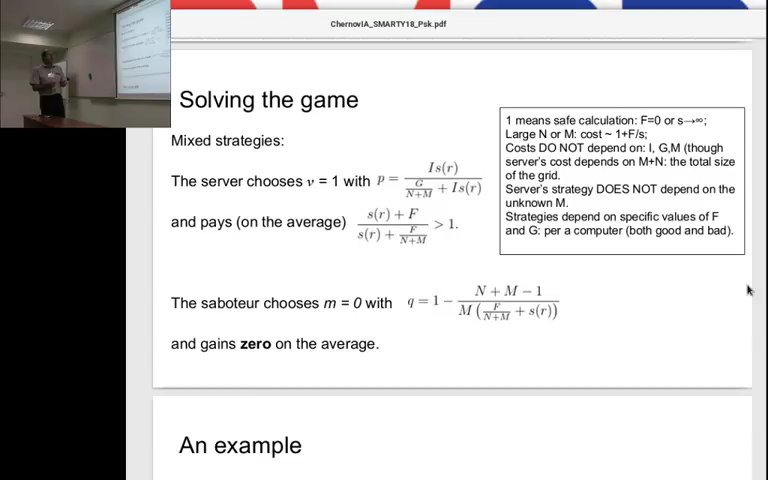 ChernovIA_SMARTY18_Psk.pdf
Solving the game
Mixed strategies:
The server chooses ν = 1 with p = Is(r) / (G/(N+M) + Is(r))
and pays (on the average) (s(r) + F) / (s(r) + F/(N+M)) > 1.
1 means safe calculation: F=0 or s→∞;
Large N or M: cost ~ 1+F/s;
Costs DO NOT depend on: I, G,M (though
server's cost depends on M+N: the total size
of the grid.
Server's strategy DOES NOT depend on the
unknown M.
Strategies depend on specific values of F
and G: per a computer (both good and bad).
The saboteur chooses m = 0 with q = 1 − (N + M − 1) / (M (F/(N+M) + s(r)))
and gains zero on the average.
An example